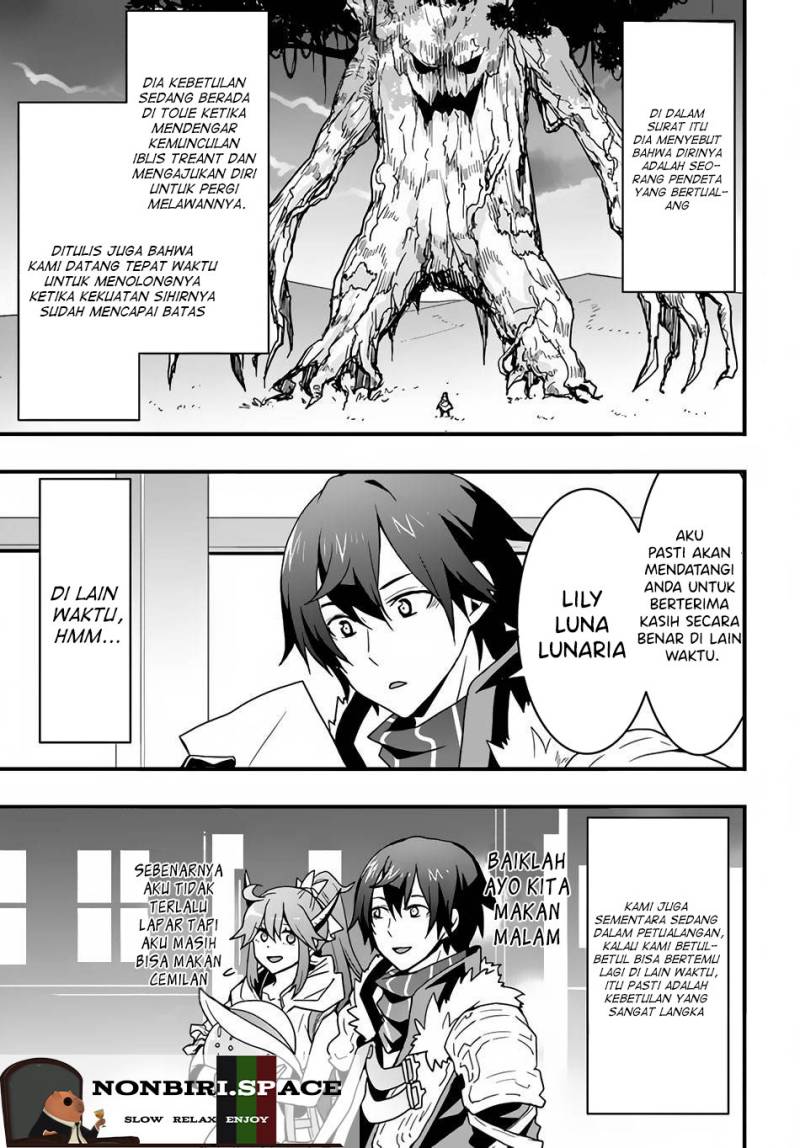 DI DALAM
SURAT ITU
DIA MENYEBUT
BAHWA DIRINYA
ADALAH SEO-
RANG PENDETA
YANG BERTUAL-
ANG
DIA KEBETULAN
SEDANG BERADA
DI TOUE KETIKA
MENDENGAR
KEMUNCULAN
IBLIS TREANT DAN
MENGAJUKAN DIRI
UNTUK PERGI
MELAWANNYA.
DITULIS JUGA BAHWA
KAMI DATANG TEPAT WAKTU
UNTUK MENOLONGNYA
KETIKA KEKUATAN SIHIRNYA
SUDAH MENCAPAI BATAS
AKU
PASTI AKAN
MENDATANGI
ANDA UNTUK
BERTERIMA
KASIH SECARA
BENAR DI LAIN
WAKTU.
LILY
LUNA
LUNARIA
DI LAIN
WAKTU,
HMM...
KAMI JUGA
SEMENTARA SEDANG
DALAM PETUALANGAN,
KALAU KAMI BETUL-
BETUL BISA BERTEMU
LAGI DI LAIN WAKTU,
ITU PASTI ADALAH
KEBETULAN YANG
SANGAT LANGKA
BAIKLAH
AYO KITA
MAKAN
MALAM
SEBENARNYA
AKU TIDAK
TERLALU
LAPAR TAPI
AKU MASIH
BISA MAKAN
CEMILAN
NONBIRI.SPACE
SLOW RELAX ENJOY